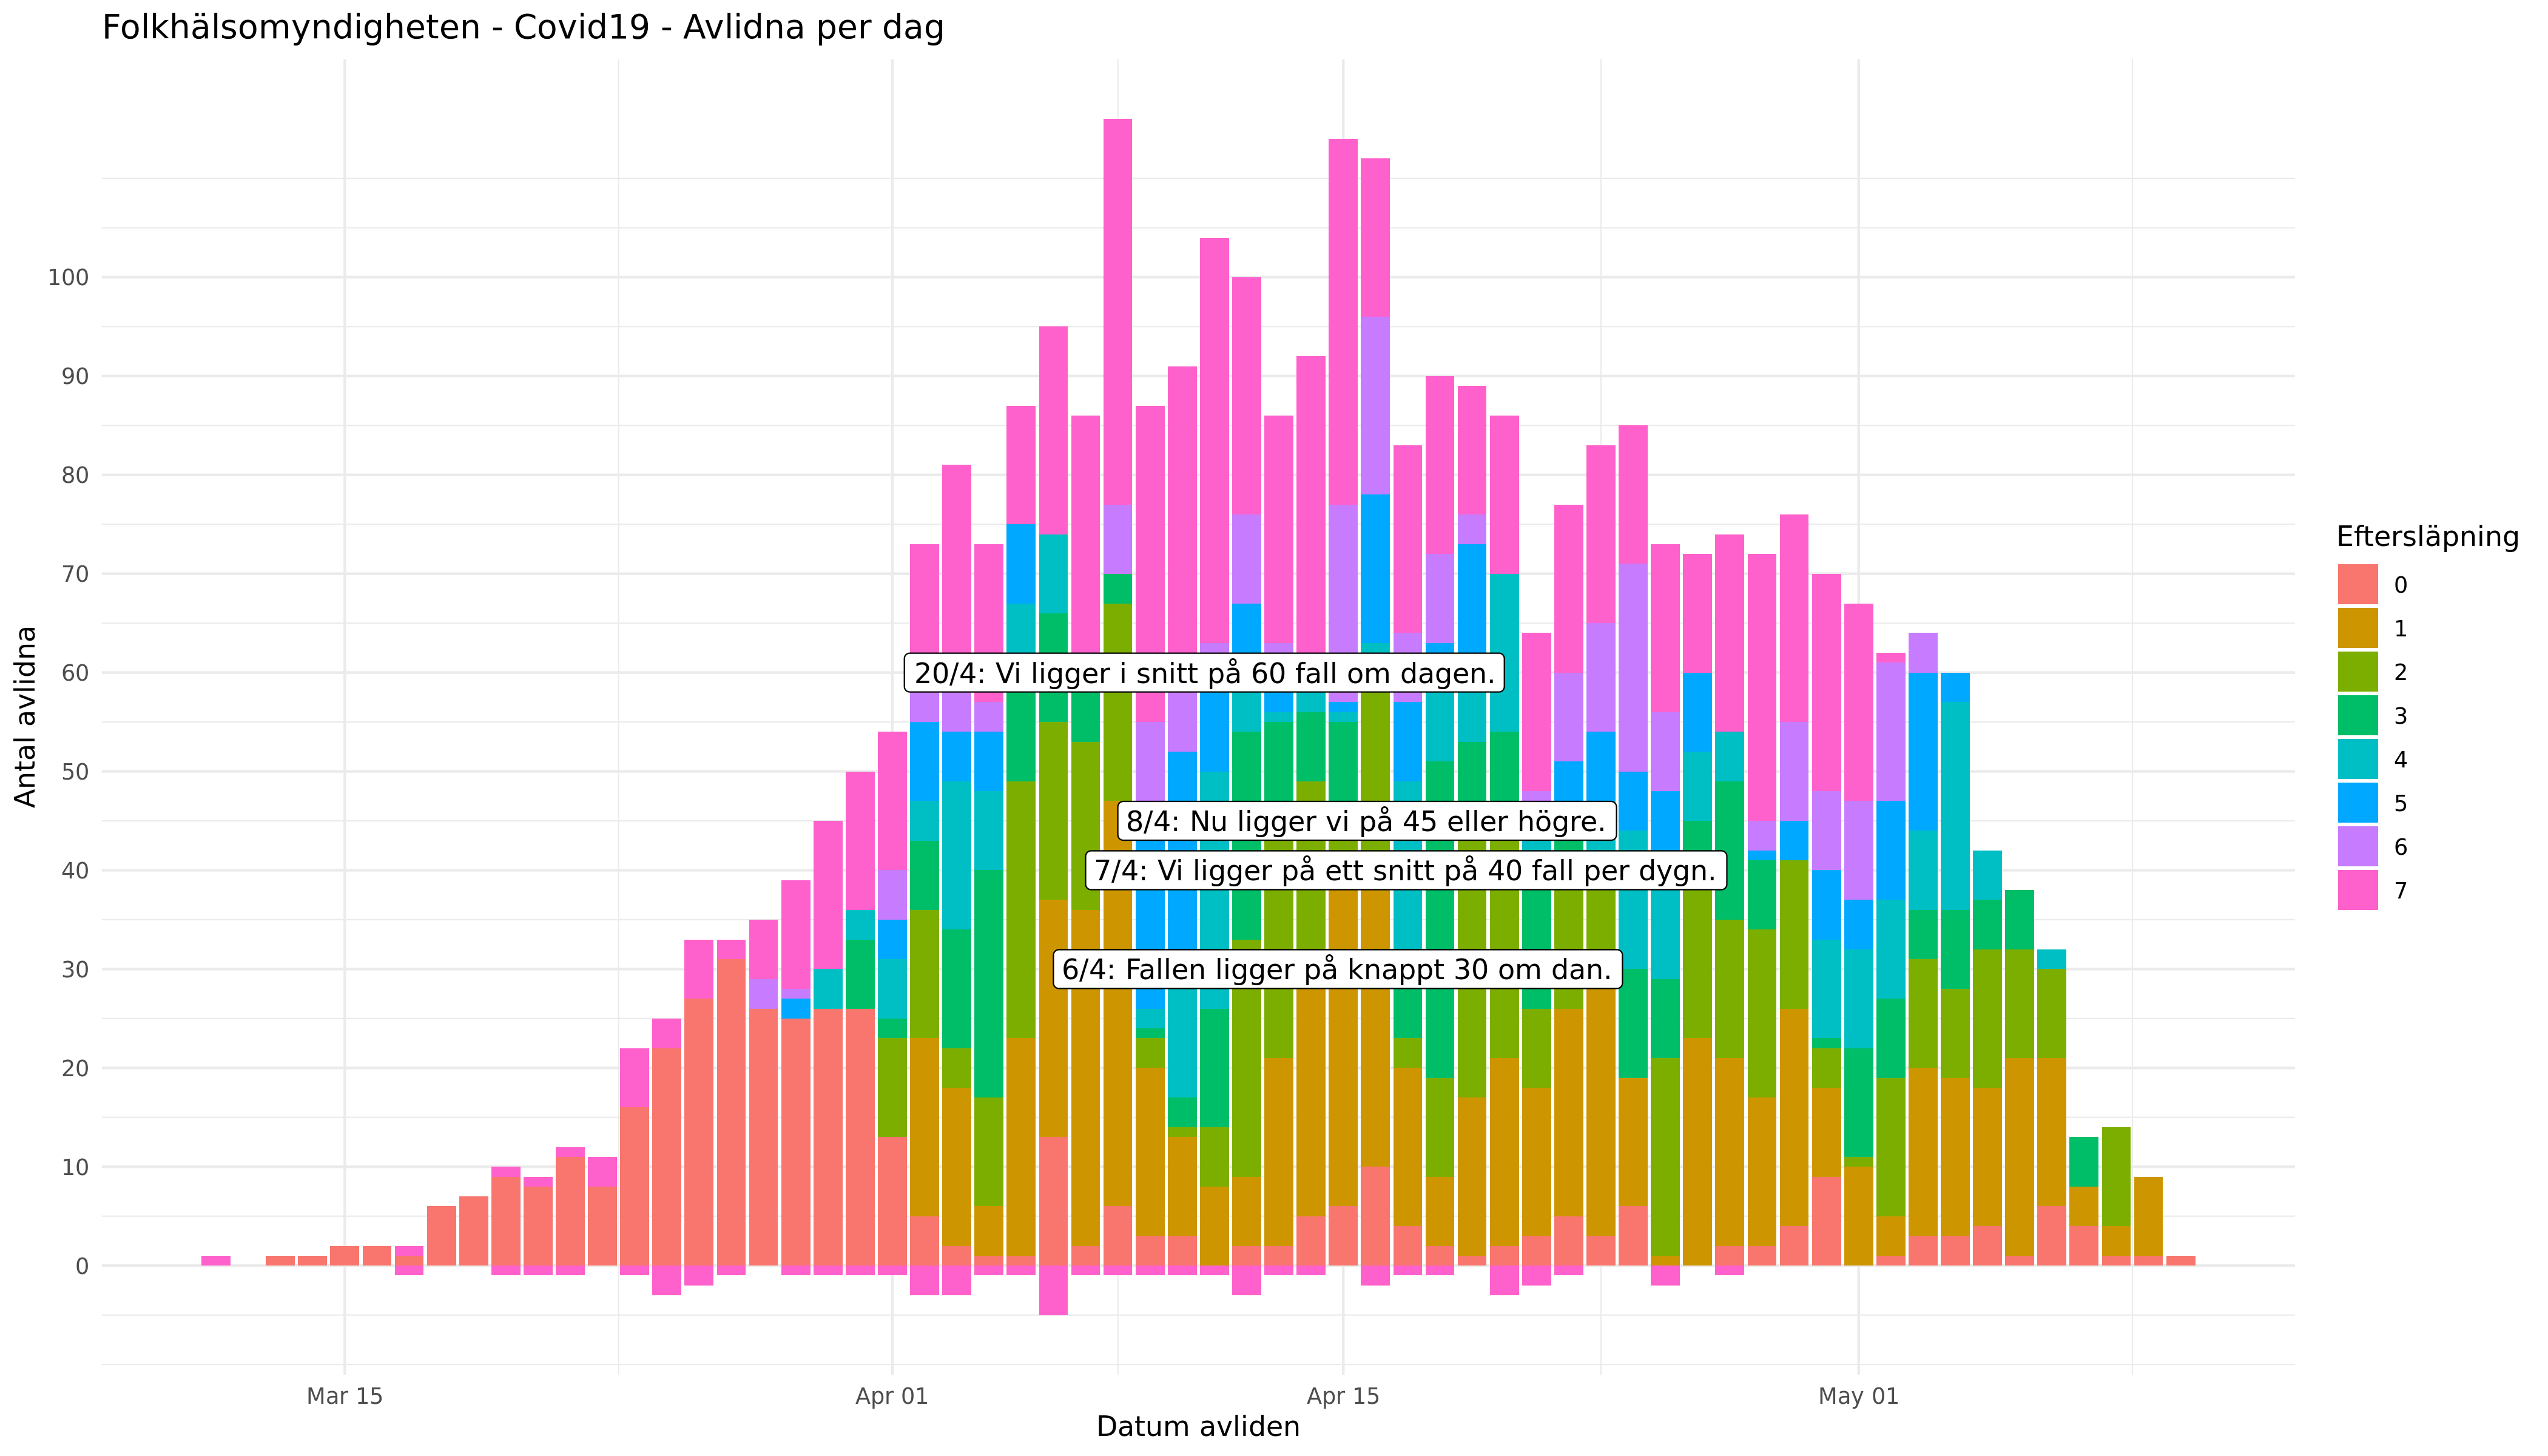 Folkhälsomyndigheten - Covid19 - Avlidna per dag
Antal avlidna
100
90
80
70
60
50
40
30
20
10
0
20/4: Vi ligger i snitt på 60 fall om dagen.
8/4: Nu ligger vi på 45 eller högre.
7/4: Vi ligger på ett snitt på 40 fall per dygn.
6/4: Fallen ligger på knappt 30 om dan.
Mar 15
Apr 01
Apr 15
May 01
Datum avliden
Eftersläpning
0
1
2
3
4
5
6
7